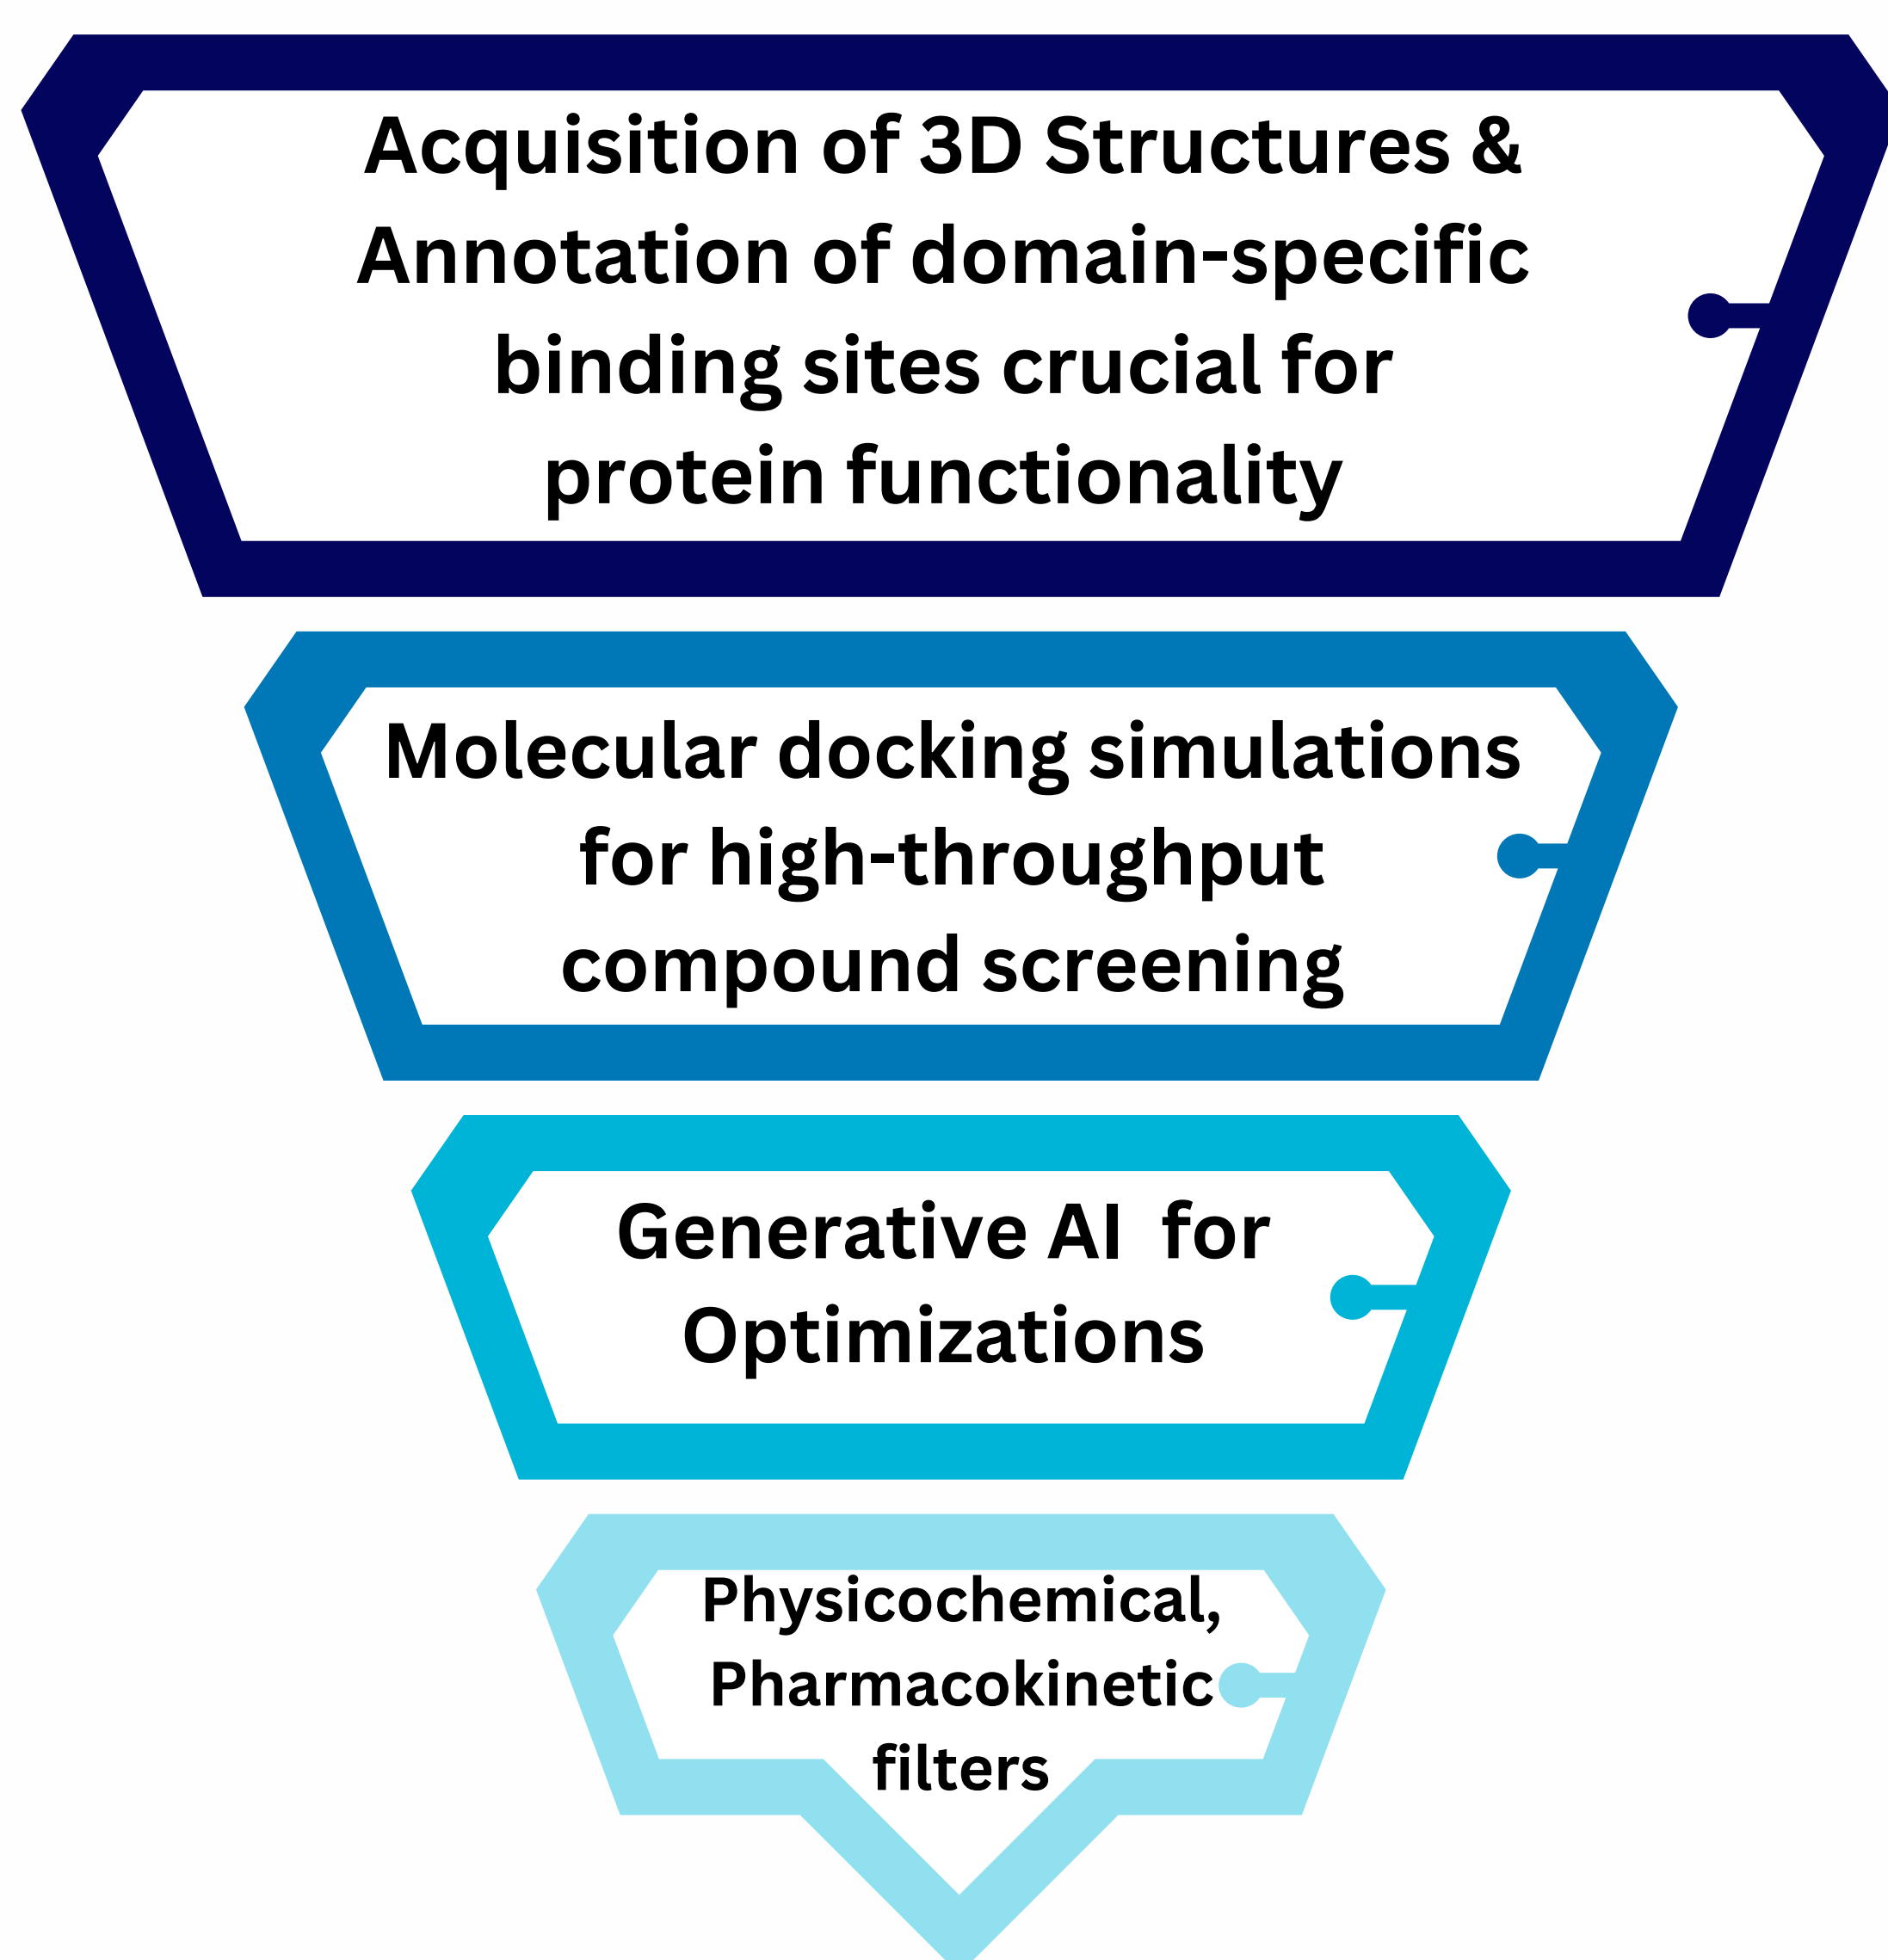 Acquisition of 3D Structures &
Annotation of domain-specific
binding sites crucial for
protein functionality
Molecular docking simulations
for high-throughput
compound screening
Generative AI  for
Optimizations
Physicochemical,
Pharmacokinetic
filters